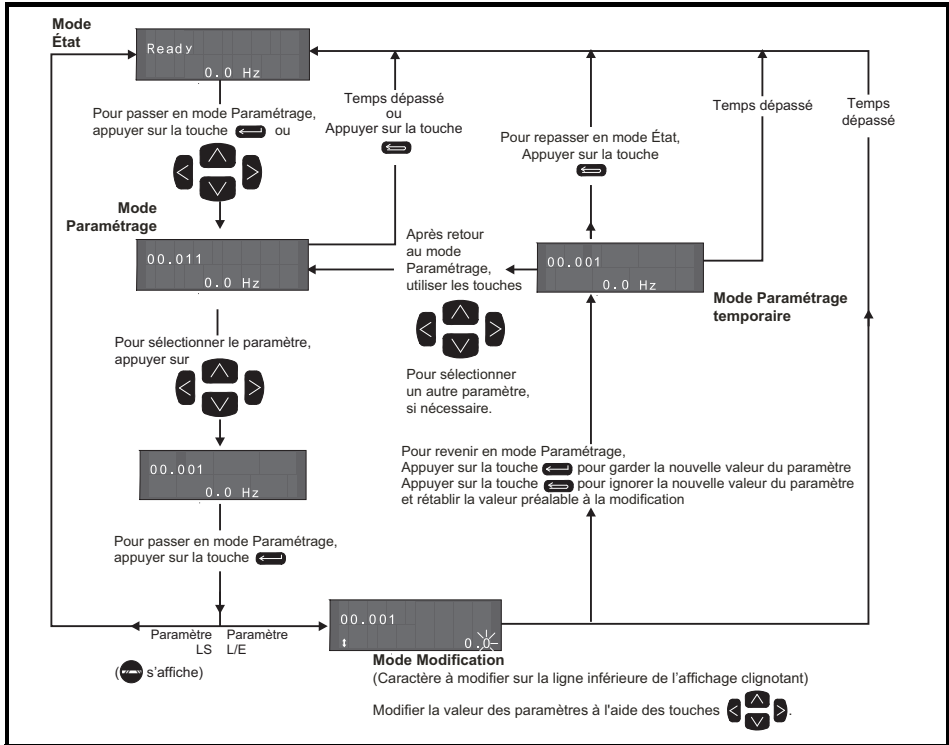 Mode
État
Ready
0.0 Hz
Pour passer en mode Paramétrage,
appuyer sur la touche ou
Mode
Paramétrage
00.011
0.0 Hz
Pour sélectionner le paramètre,
appuyer sur
00.001
0.0 Hz
Pour passer en mode Paramétrage,
appuyer sur la touche
Paramètre
LS
Paramètre
L/E
( s'affiche)
Temps dépassé
ou
Appuyer sur la touche
Après retour
au mode
Paramétrage,
utiliser les touches
Pour sélectionner
un autre paramètre,
si nécessaire.
Pour repasser en mode État,
Appuyer sur la touche
00.001
0.0 Hz
Mode Paramétrage
temporaire
Temps dépassé
Temps
dépassé
Pour revenir en mode Paramétrage,
Appuyer sur la touche pour garder la nouvelle valeur du paramètre
Appuyer sur la touche pour ignorer la nouvelle valeur du paramètre
et rétablir la valeur préalable à la modification
00.001
0.0
Mode Modification
(Caractère à modifier sur la ligne inférieure de l'affichage clignotant)
Modifier la valeur des paramètres à l'aide des touches .